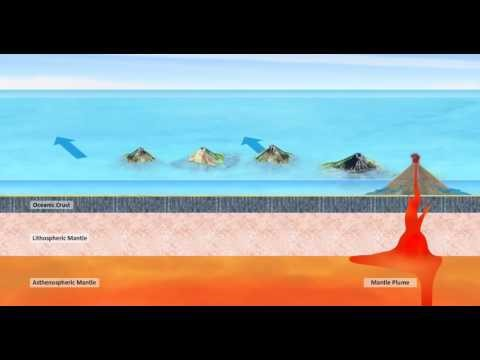 Oceanic Crust
Lithospheric Mantle
Asthenospheric Mantle
Mantle Plume